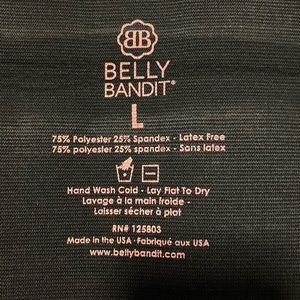 BB
BELLY
BANDIT®
L
75% Polyester 25% Spandex - Latex Free
75% polyester 25% spandex - Sans latex
Hand Wash Cold - Lay Flat To Dry
Lavage à la main froide -
Laisser sécher à plat
RN# 125803
Made in the USA · Fabriqué aux USA
www.bellybandit.com